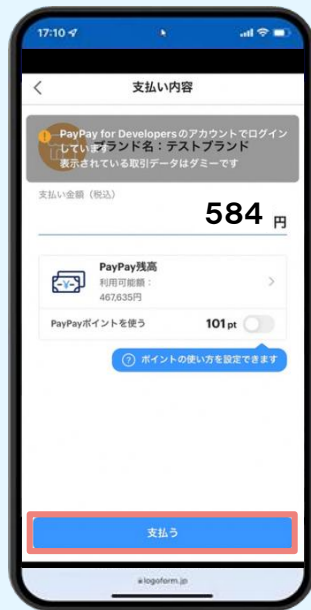 17:10
支払い内容
PayPay for Developersのアカウントでログイン
しています
ブランド名：テストブランド
表示されている取引データはダミーです
支払い金額（税込）
584 円
PayPay残高
利用可能額：
467,635円
PayPayポイントを使う 101 pt
? ポイントの使い方を設定できます
支払う
logoform.jp